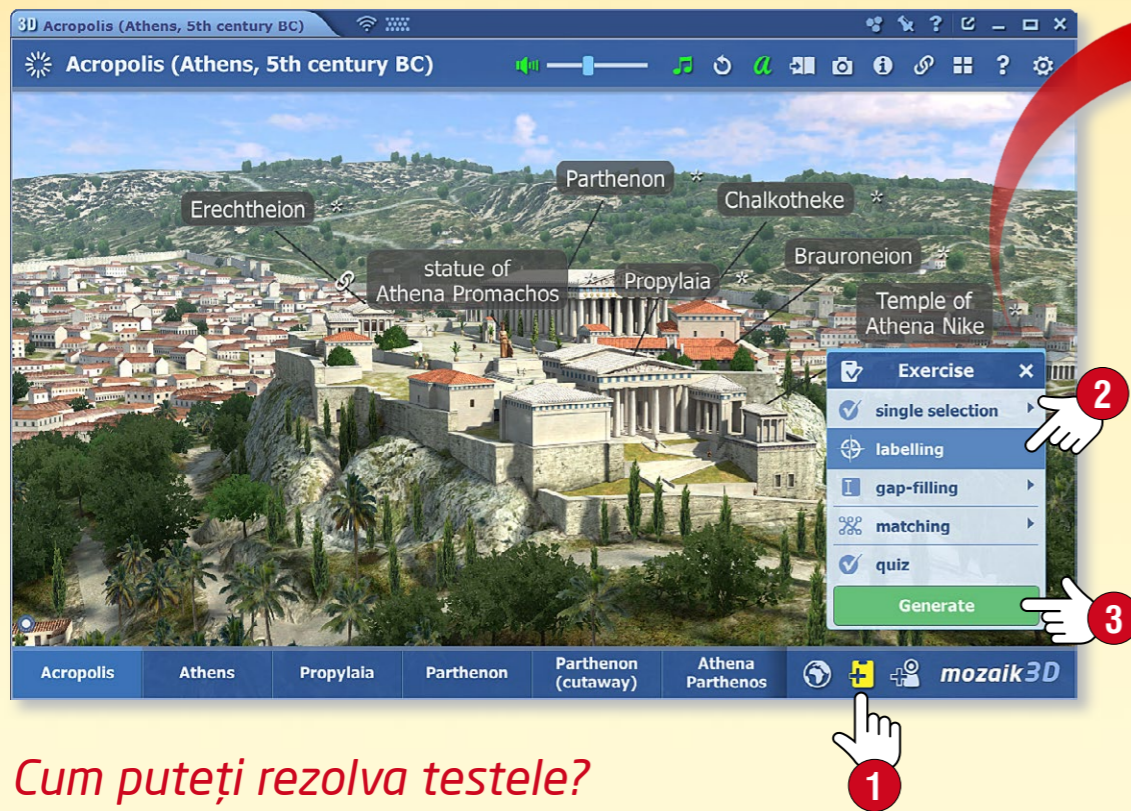 3D Acropolis (Athens, 5th century BC)
Acropolis (Athens, 5th century BC)
Parthenon
Erechtheion
Chalkotheke
statue of
Athena Promachos
Propylaia
Brauroneion
Temple of
Athena Nike
Exercise
single selection
labelling
gap-filling
matching
quiz
Generate
2
3
Acropolis
Athens
Propylaia
Parthenon
Parthenon
(cutaway)
Athena
Parthenos
mozaik3D
1
Cum puteți rezolva testele?